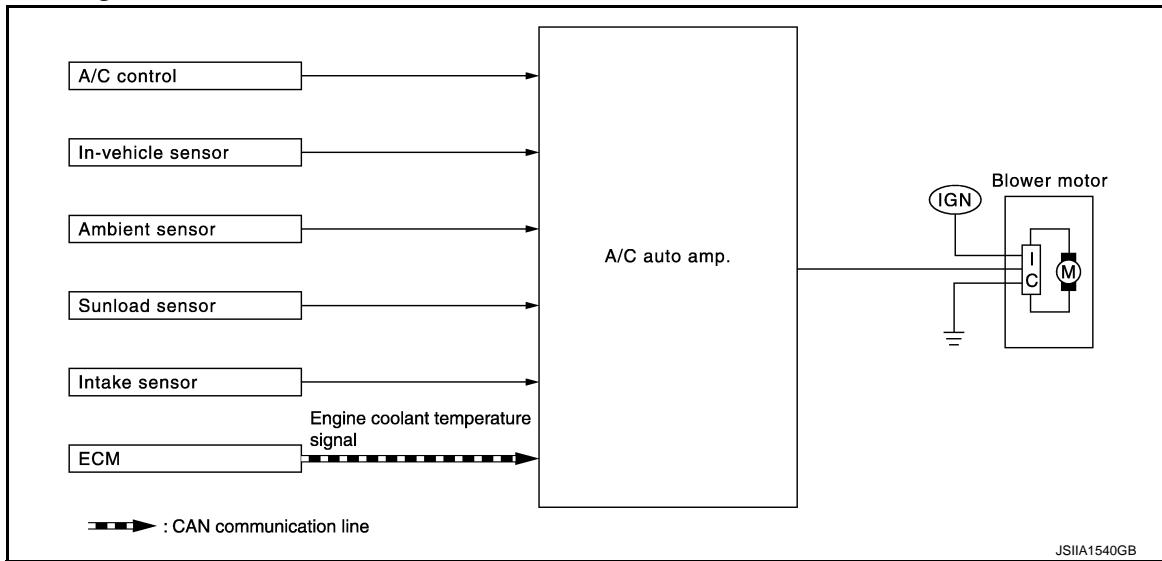 A/C control
In-vehicle sensor
Ambient sensor
Sunload sensor
Intake sensor
ECM
Engine coolant temperature
signal
A/C auto amp.
Blower motor
IGN
I
C
M
: CAN communication line
JSIIA1540GB